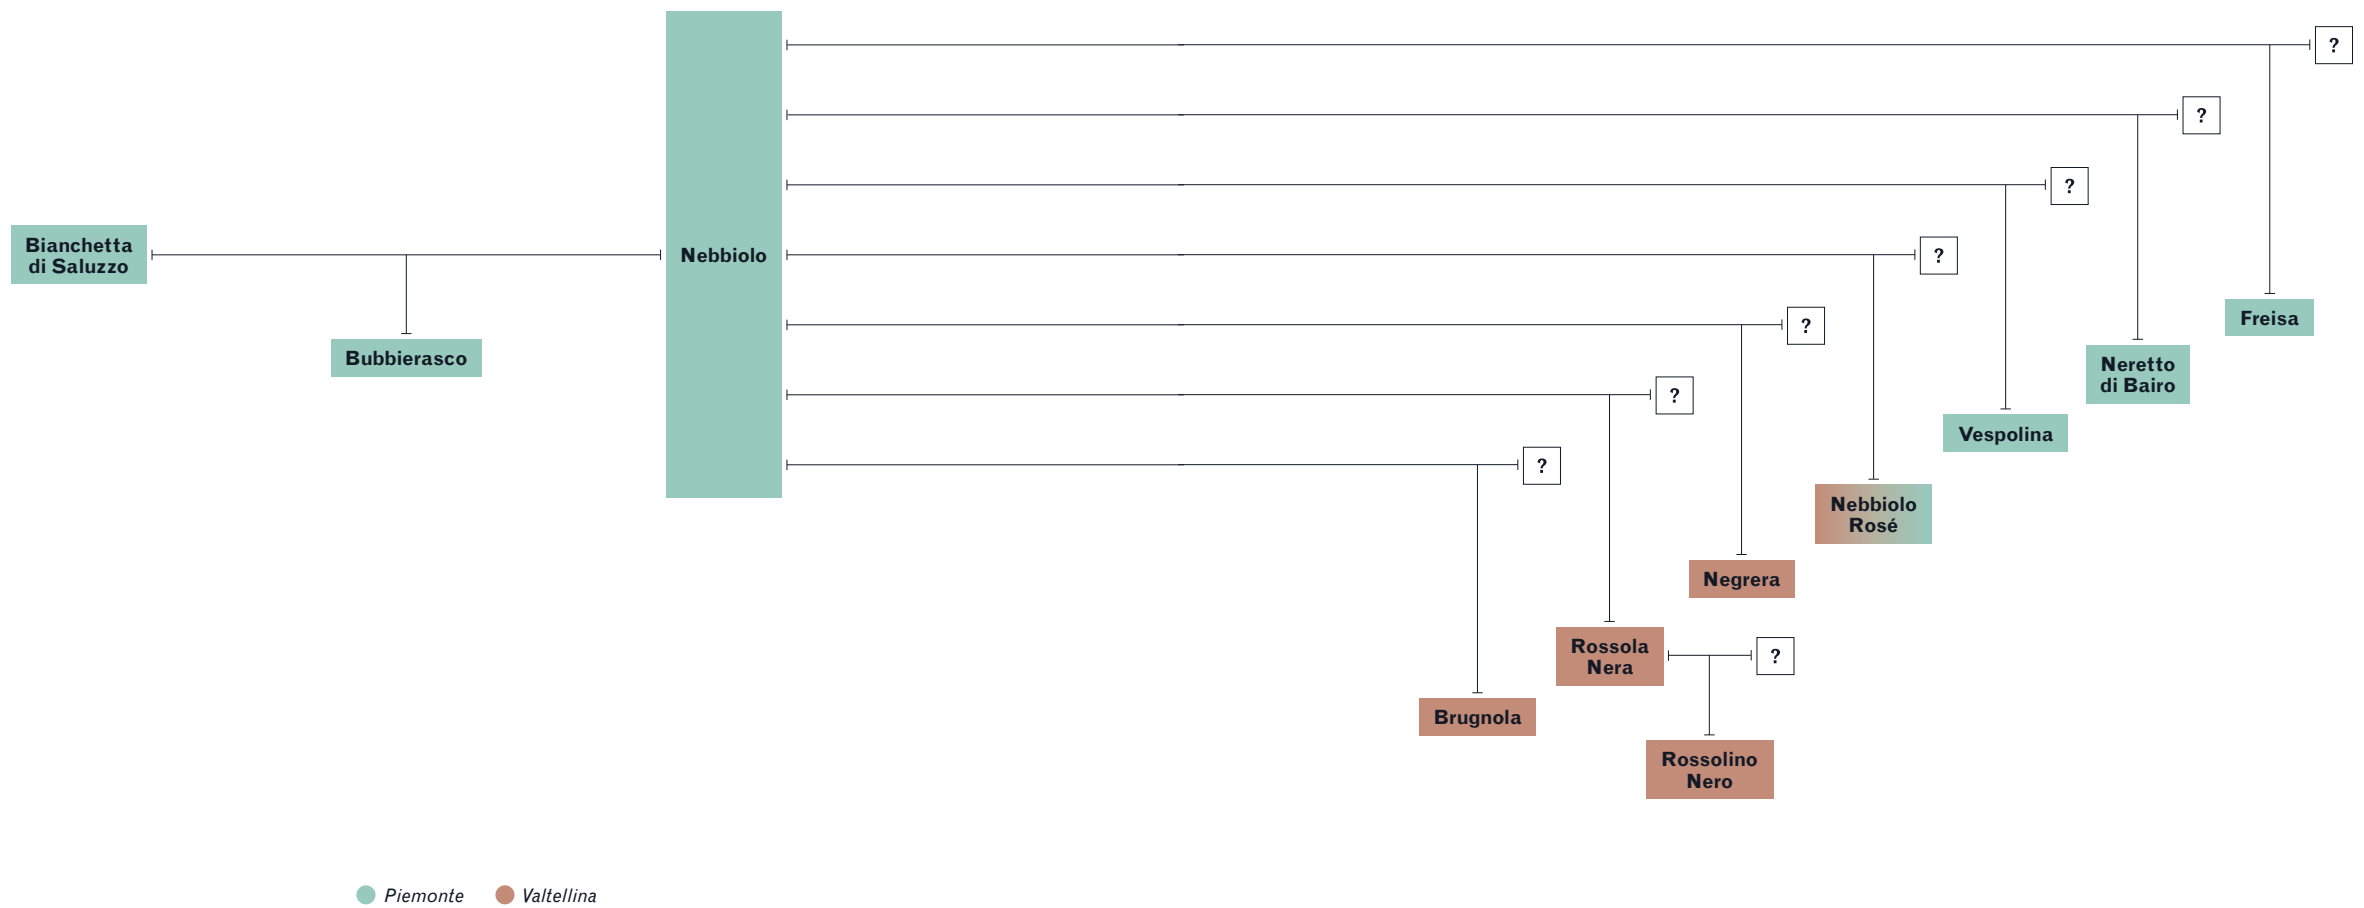 ?
?
?
Bianchetta
di Saluzzo
Nebbiolo
?
Freisa
?
Bubbierasco
Neretto
di Bairo
?
Vespolina
?
Nebbiolo
Rosé
Negrera
Rossola
Nera
?
Brugnola
Rossolino
Nero
Piemonte
Valtellina